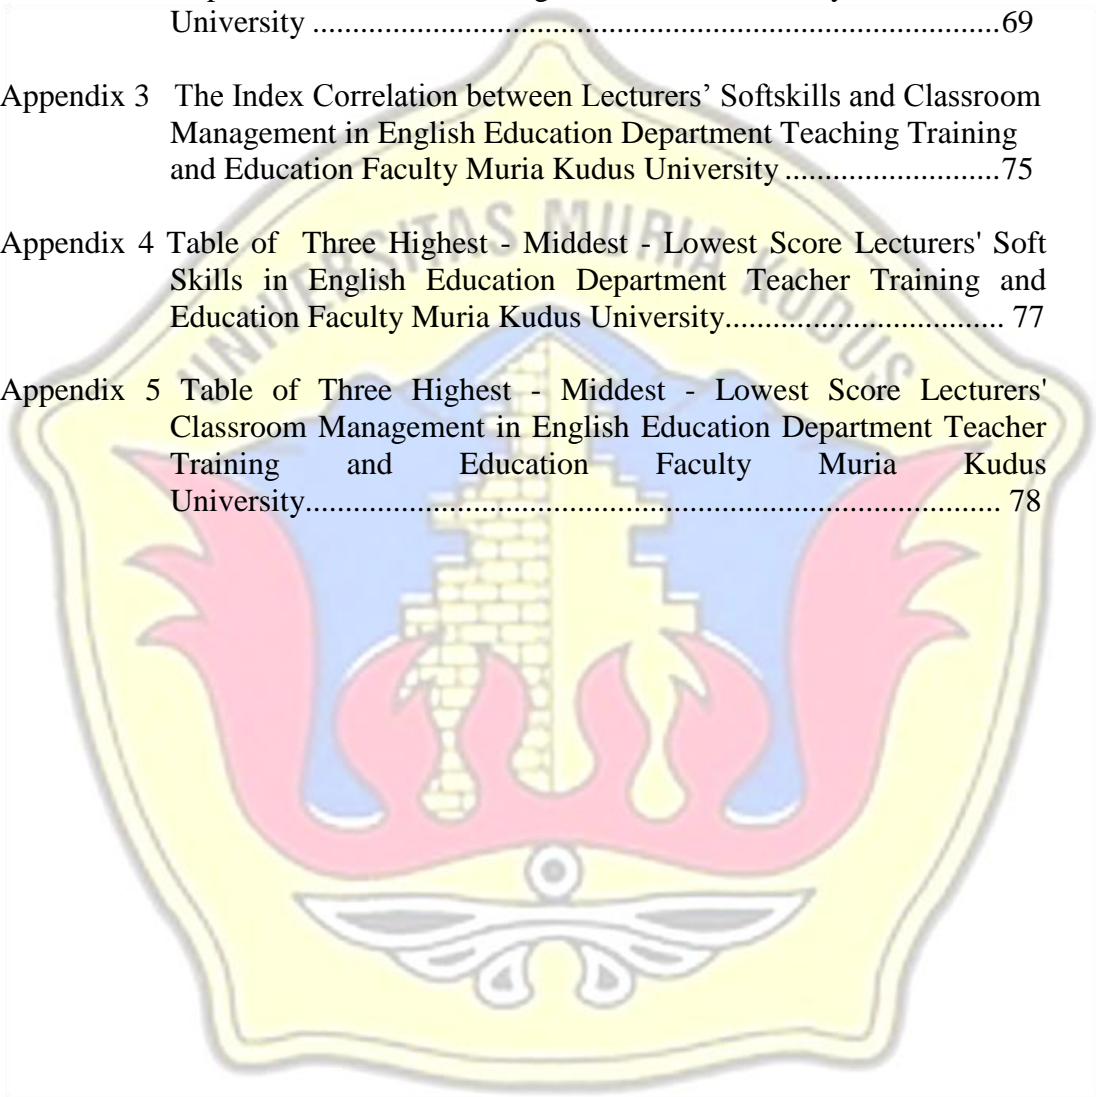 University ......................................................................................69
Appendix 3 The Index Correlation between Lecturers’ Softskills and Classroom
Management in English Education Department Teaching Training
and Education Faculty Muria Kudus University ...........................75
Appendix 4 Table of Three Highest - Middest - Lowest Score Lecturers' Soft
Skills in English Education Department Teacher Training and
Education Faculty Muria Kudus University................................... 77
Appendix 5 Table of Three Highest - Middest - Lowest Score Lecturers'
Classroom Management in English Education Department Teacher
Training and Education Faculty Muria Kudus
University....................................................................................... 78
UNIVERSITAS MURIA KUDUS